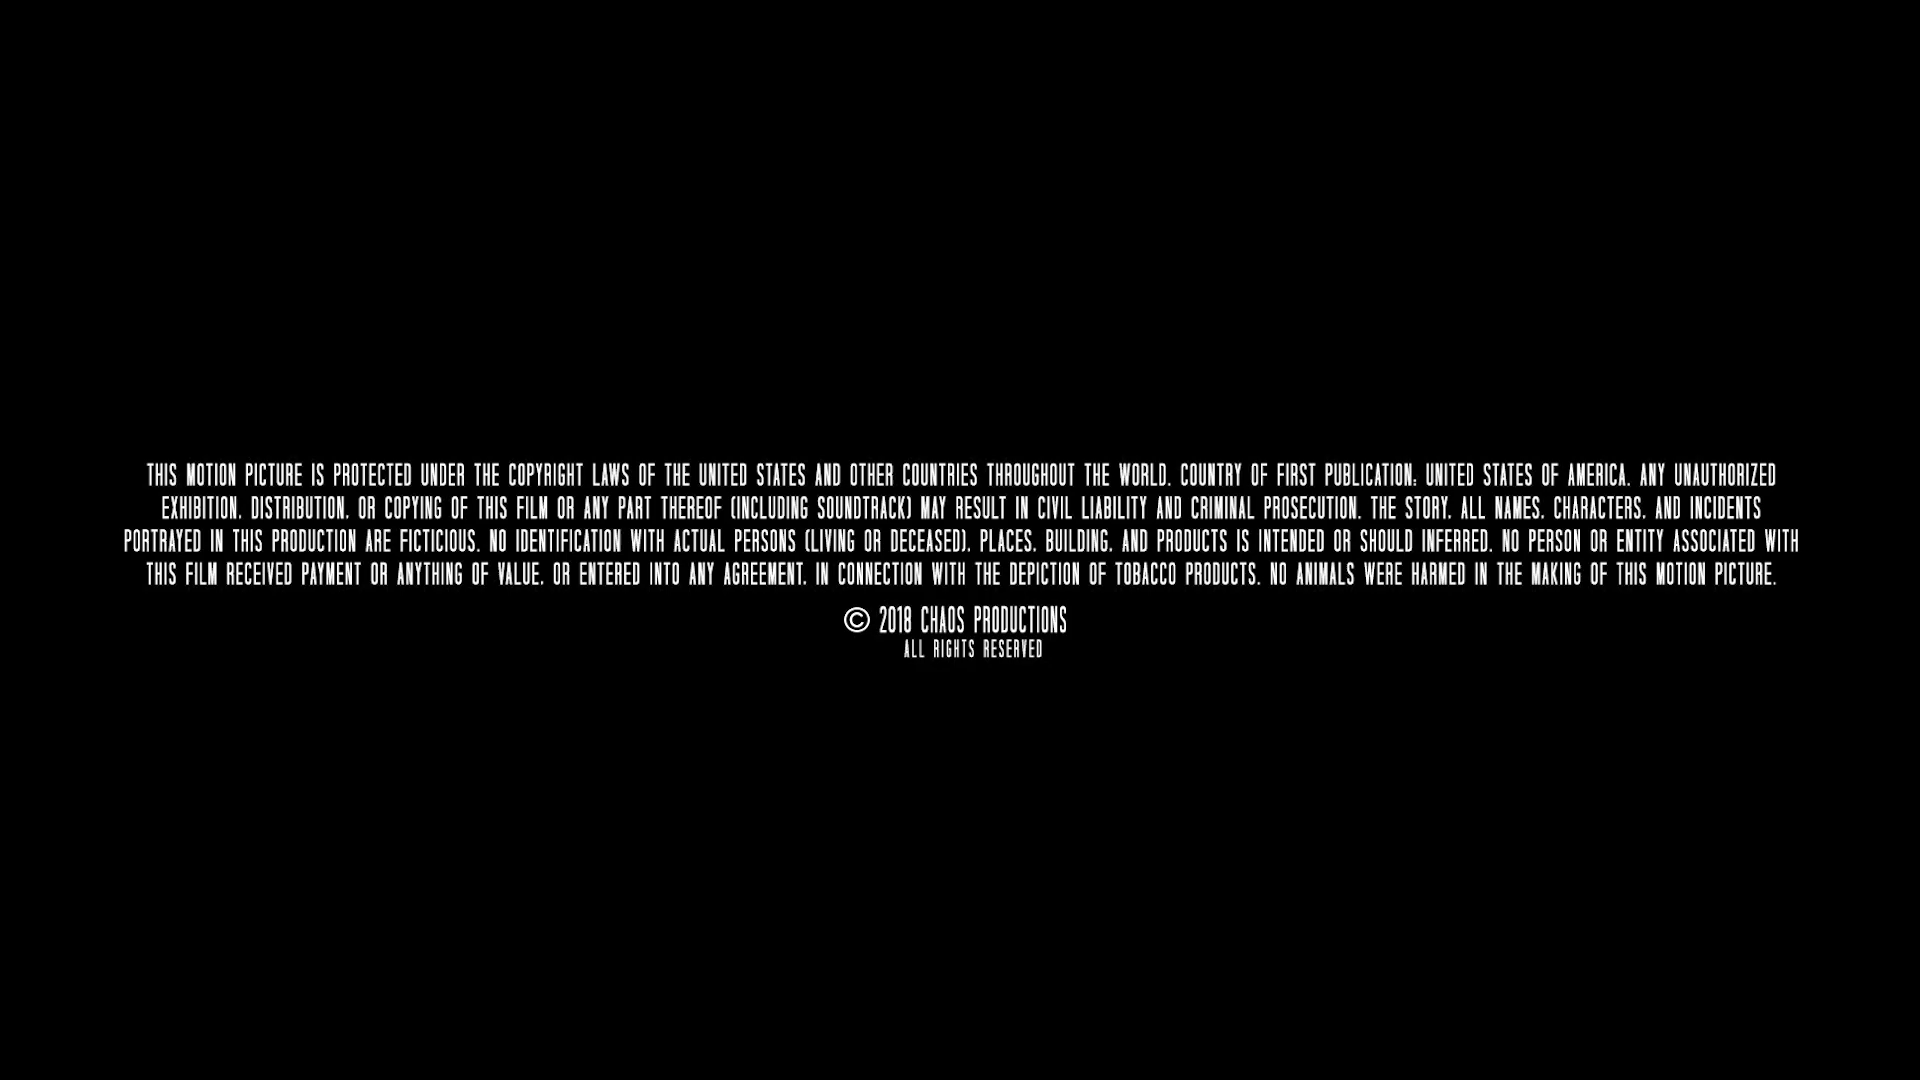 THIS MOTION PICTURE IS PROTECTED UNDER THE COPYRIGHT LAWS OF THE UNITED STATES AND OTHER COUNTRIES THROUGHOUT THE WORLD. COUNTRY OF FIRST PUBLICATION: UNITED STATES OF AMERICA. ANY UNAUTHORIZED
EXHIBITION, DISTRIBUTION, OR COPYING OF THIS FILM OR ANY PART THEREOF (INCLUDING SOUNDTRACK) MAY RESULT IN CIVIL LIABILITY AND CRIMINAL PROSECUTION. THE STORY, ALL NAMES, CHARACTERS, AND INCIDENTS
PORTRAYED IN THIS PRODUCTION ARE FICTICIOUS. NO IDENTIFICATION WITH ACTUAL PERSONS (LIVING OR DECEASED), PLACES, BUILDING, AND PRODUCTS IS INTENDED OR SHOULD INFERRED. NO PERSON OR ENTITY ASSOCIATED WITH
THIS FILM RECEIVED PAYMENT OR ANYTHING OF VALUE, OR ENTERED INTO ANY AGREEMENT, IN CONNECTION WITH THE DEPICTION OF TOBACCO PRODUCTS. NO ANIMALS WERE HARMED IN THE MAKING OF THIS MOTION PICTURE.
© 2018 CHAOS PRODUCTIONS
ALL RIGHTS RESERVED